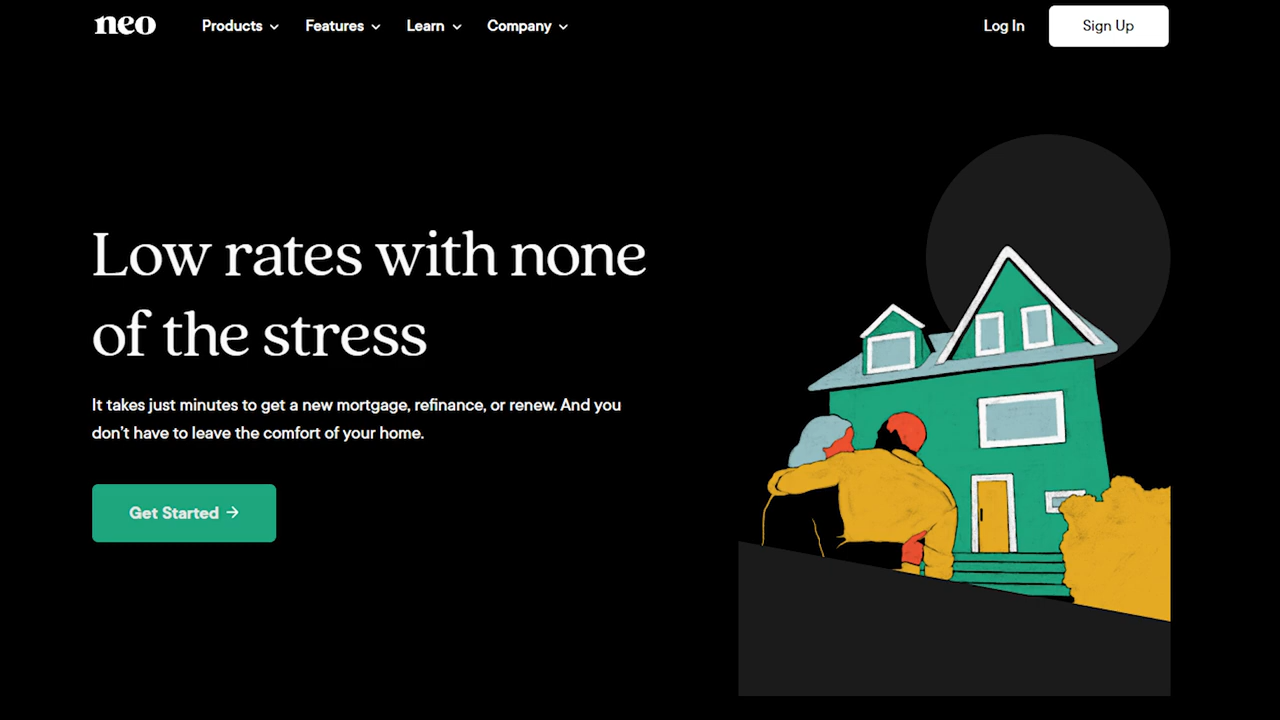 neo
Products
Features
Learn
Company
Log In
Sign Up
Low rates with none
of the stress
It takes just minutes to get a new mortgage, refinance, or renew. And you
don’t have to leave the comfort of your home.
Get Started →